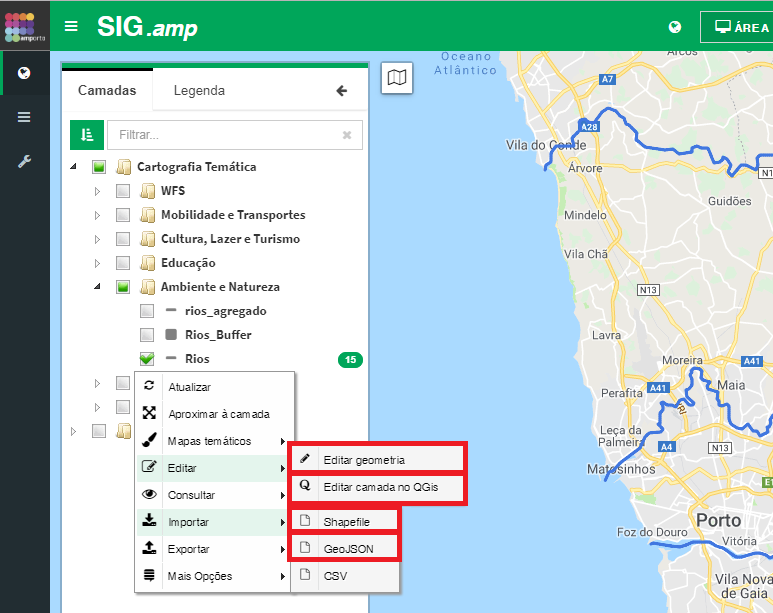 amporto
SIG.amp
ÁREA
Camadas
Legenda
Filtrar...
Cartografia Temática
WFS
Mobilidade e Transportes
Cultura, Lazer e Turismo
Educação
Ambiente e Natureza
rios_agregado
Rios_Buffer
Rios
15
Atualizar
Aproximar à camada
Mapas temáticos
Editar
Consultar
Importar
Exportar
Mais Opções
Editar geometria
Editar camada no QGis
Shapefile
GeoJSON
CSV
Oceano
Atlântico
Arcos
A7
A28
Vila do Conde
Árvore
N1
Guidões
Mindelo
Vila Chã
N13
Lavra
Moreira
A41
Perafita
A41
Maia
Leça da
Palmeira
A4
N13
Matosinhos
E1
Porto
Foz do Douro
Vitória
Vila Nova
de Gaia